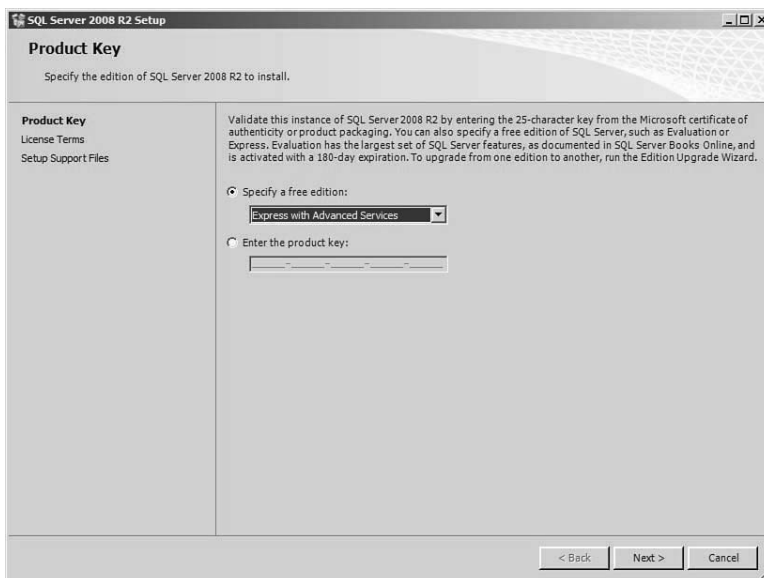 SQL Server 2008 R2 Setup
Product Key
Specify the edition of SQL Server 2008 R2 to install.
Product Key
License Terms
Setup Support Files
Validate this instance of SQL Server 2008 R2 by entering the 25-character key from the Microsoft certificate of
authenticity or product packaging. You can also specify a free edition of SQL Server, such as Evaluation or
Express. Evaluation has the largest set of SQL Server features, as documented in SQL Server Books Online, and
is activated with a 180-day expiration. To upgrade from one edition to another, run the Edition Upgrade Wizard.
Specify a free edition:
Express with Advanced Services
Enter the product key:
_____-_____-_____-_____-_____
< Back Next > Cancel